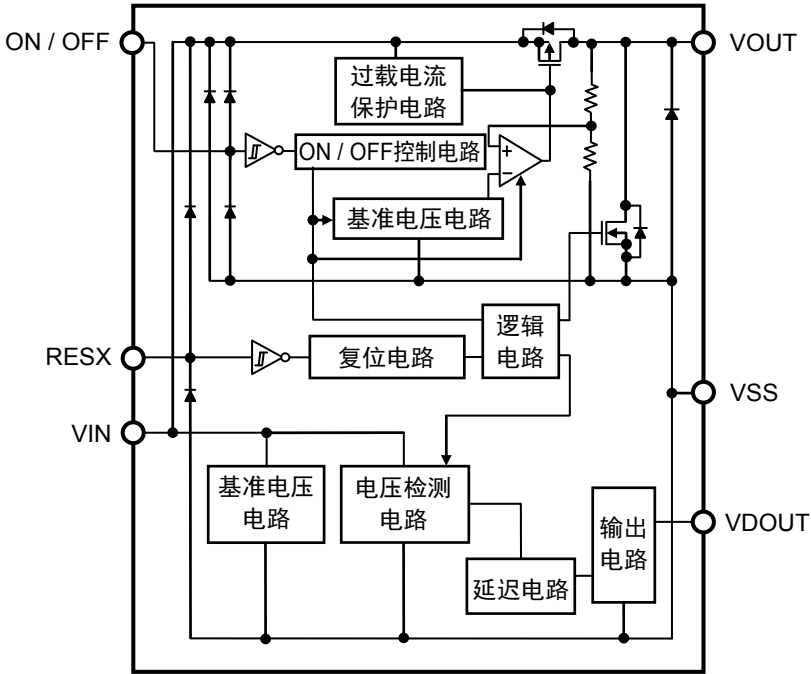 ON / OFF
VOUT
过载电流
保护电路
ON / OFF控制电路
+
−
基准电压电路
RESX
复位电路
逻辑
电路
VSS
VIN
基准电压
电路
电压检测
电路
延迟电路
输出
电路
VDOUT